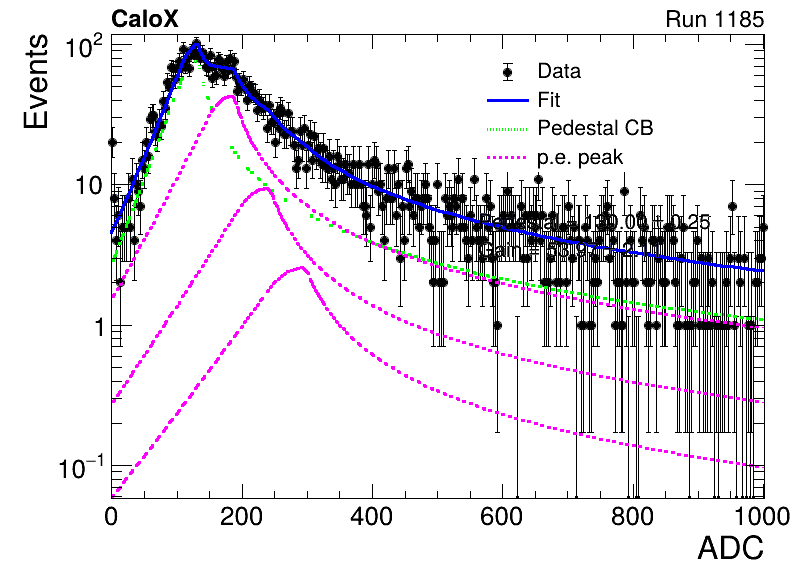 CaloX Run 1185
Events
10²
10
1
10⁻¹
Data
Fit
Pedestal CB
p.e. peak
0 200 400 600 800 1000
ADC